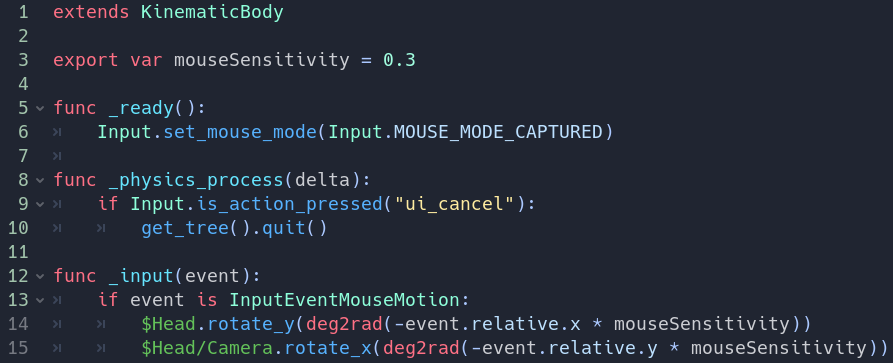 1 extends KinematicBody
2
3 export var mouseSensitivity = 0.3
4
5 func _ready():
6 Input.set_mouse_mode(Input.MOUSE_MODE_CAPTURED)
7
8 func _physics_process(delta):
9 if Input.is_action_pressed("ui_cancel"):
10 get_tree().quit()
11
12 func _input(event):
13 if event is InputEventMouseMotion:
14 $Head.rotate_y(deg2rad(-event.relative.x * mouseSensitivity))
15 $Head/Camera.rotate_x(deg2rad(-event.relative.y * mouseSensitivity))